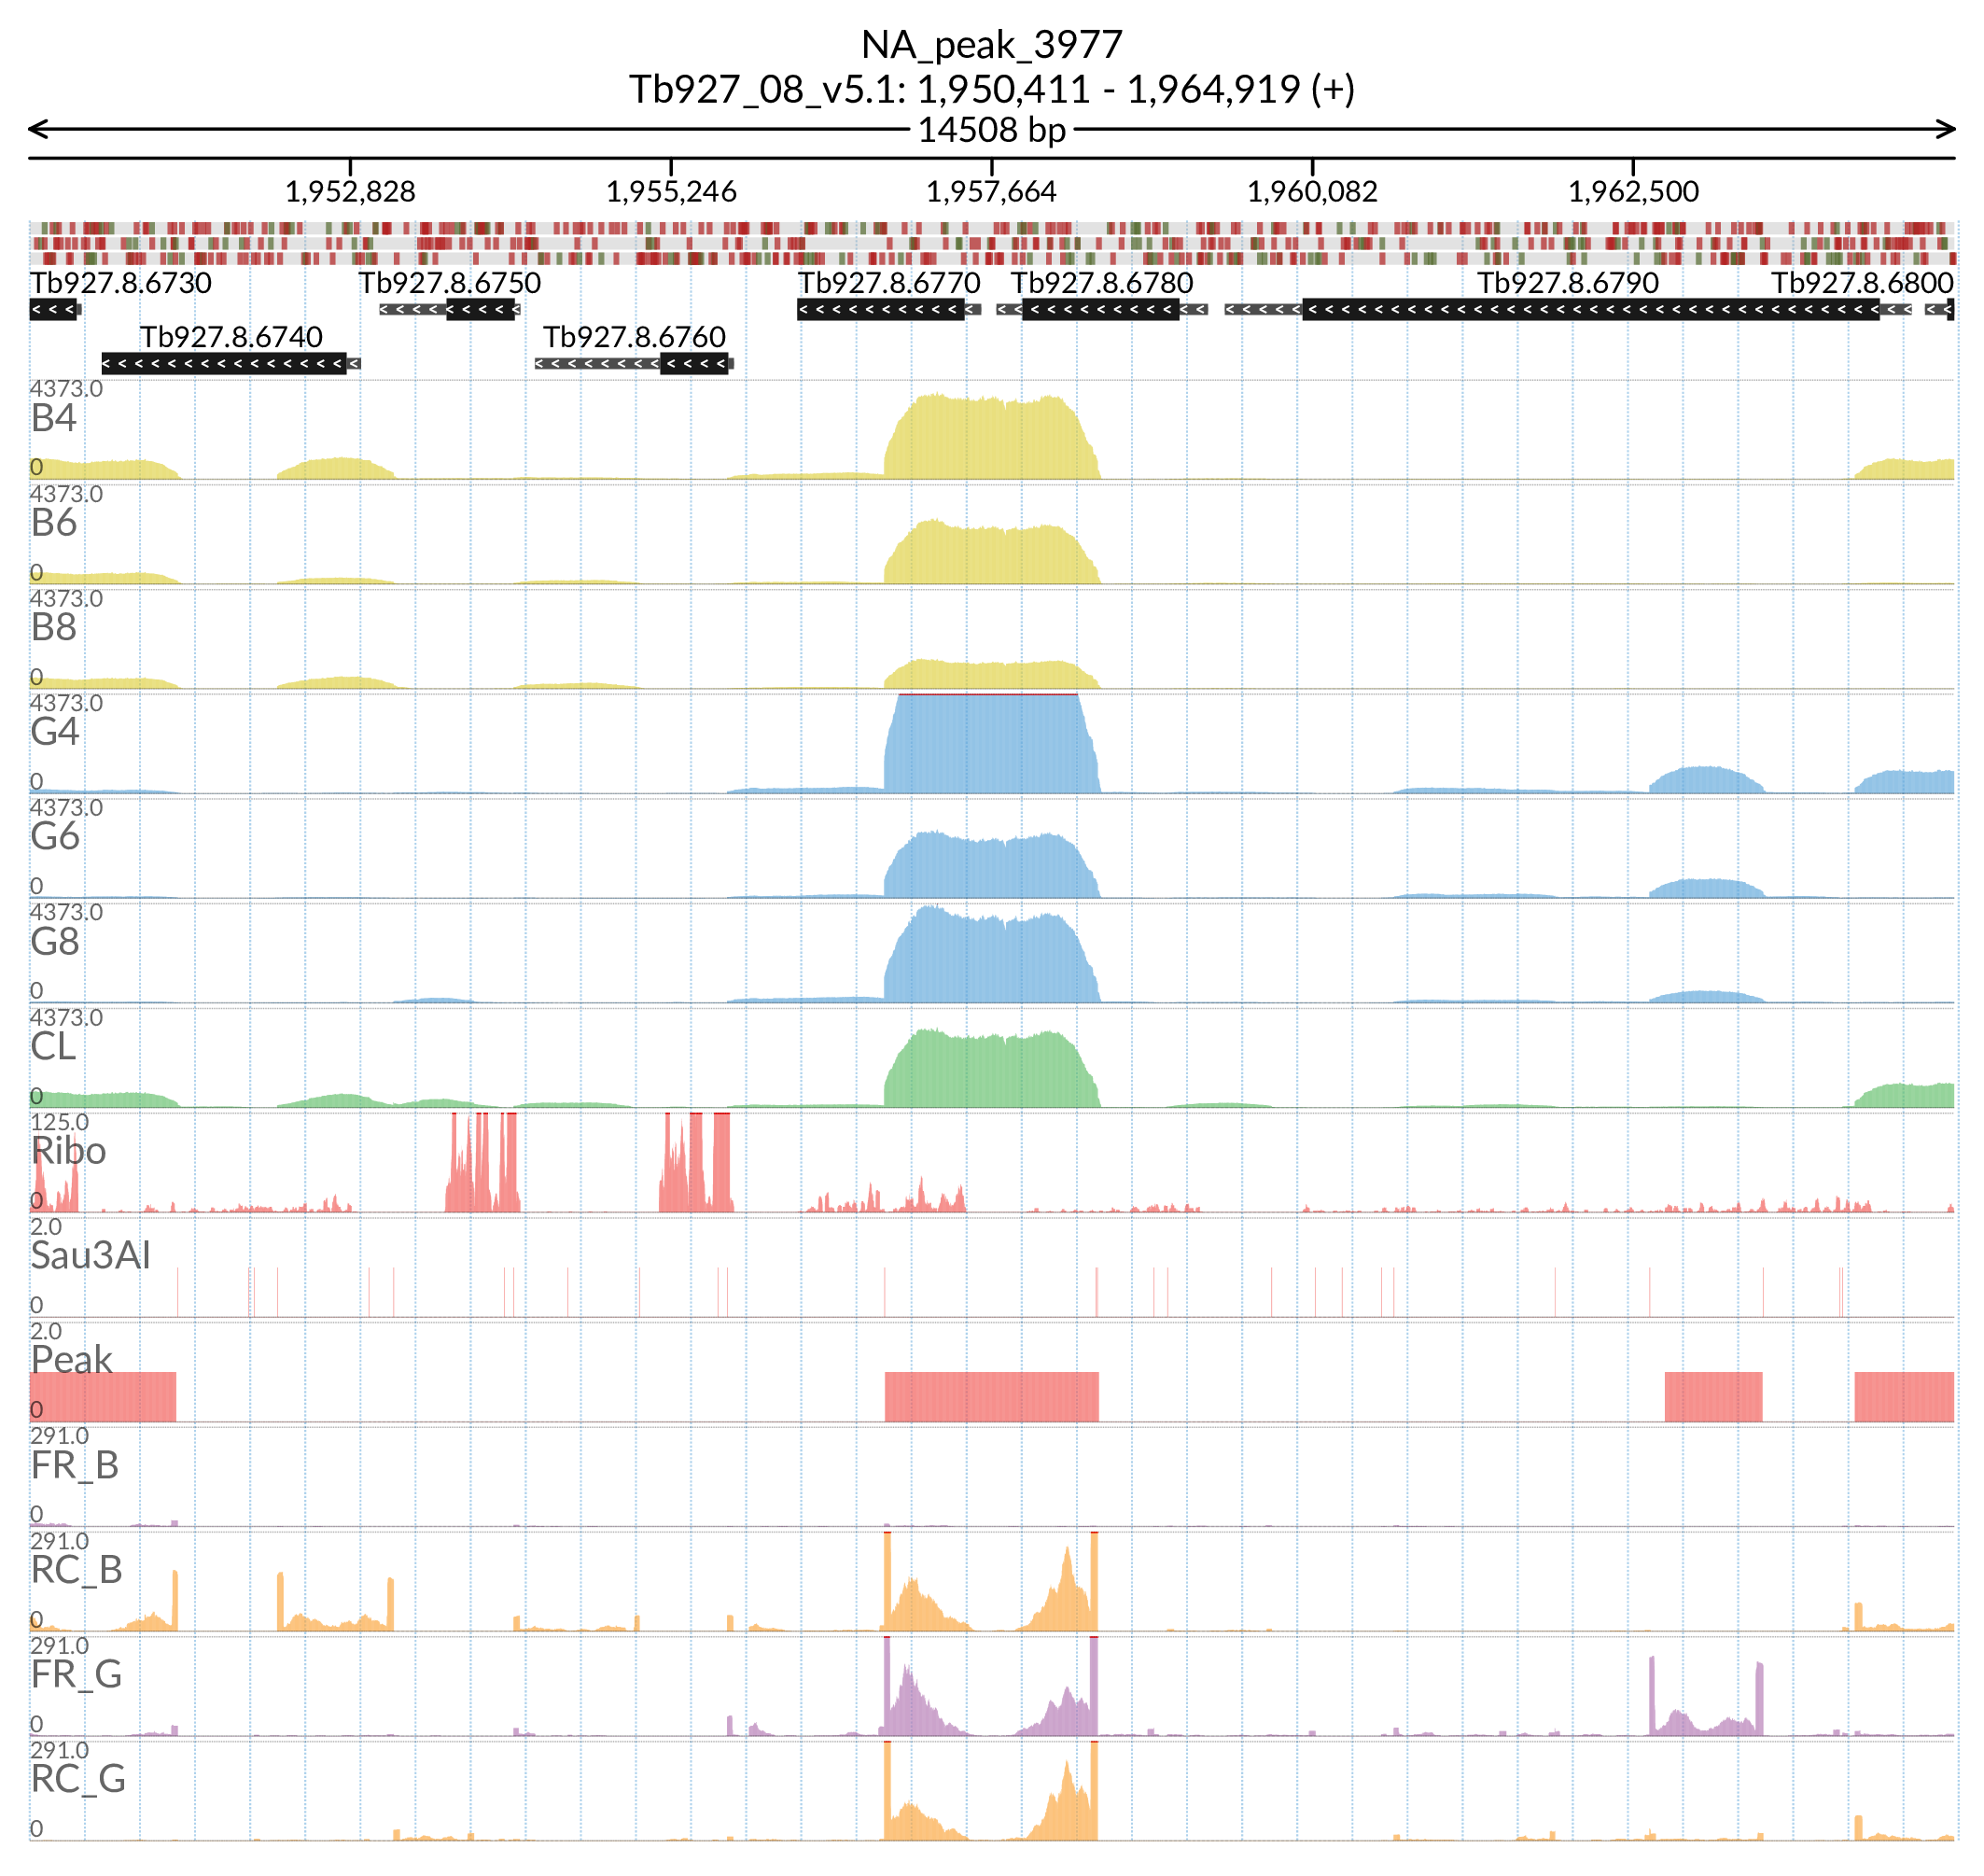 NA_peak_3977
Tb927_08_v5.1: 1,950,411 - 1,964,919 (+)
14508 bp
1,952,828 1,955,246 1,957,664 1,960,082 1,962,500
Tb927.8.6730 Tb927.8.6750 Tb927.8.6770 Tb927.8.6780 Tb927.8.6790 Tb927.8.6800
Tb927.8.6740 Tb927.8.6760
4373.0
B4
0
4373.0
B6
0
4373.0
B8
0
4373.0
G4
0
4373.0
G6
0
4373.0
G8
0
4373.0
CL
0
125.0
Ribo
0
2.0
Sau3AI
0
2.0
Peak
0
291.0
FR_B
0
291.0
RC_B
0
291.0
FR_G
0
291.0
RC_G
0